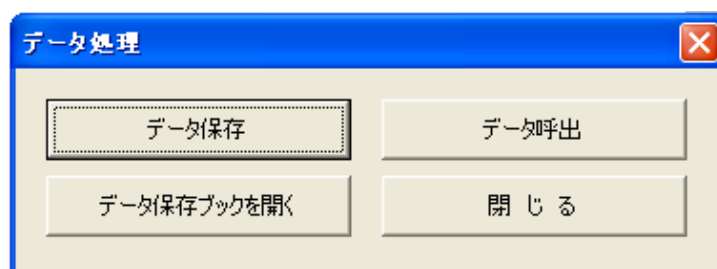 データ処理
データ保存
データ呼出
データ保存ブックを開く
閉 じ る